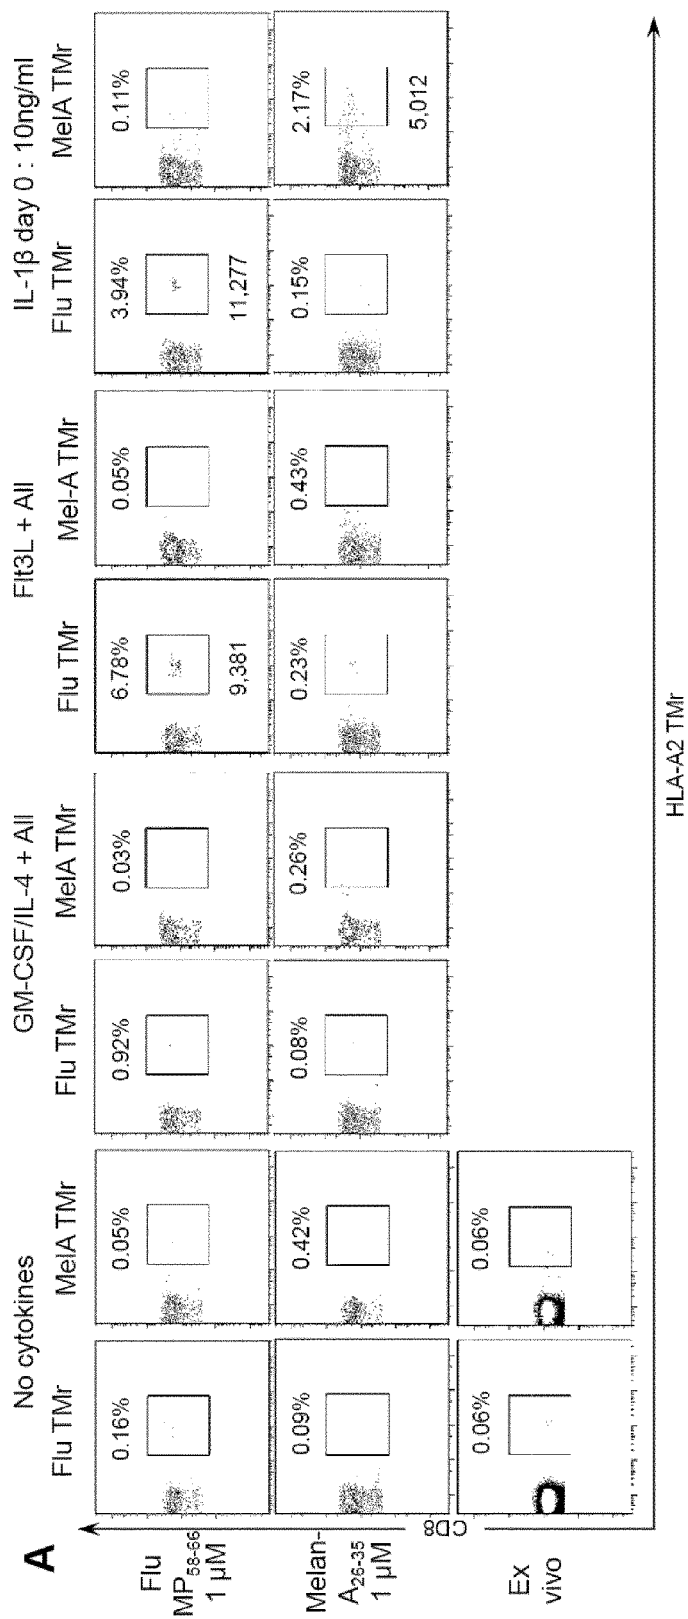 A
No cytokines
GM-CSF/IL-4 + All
Flt3L + All
IL-1β day 0 : 10ng/ml
Flu TMr
MelA TMr
Flu TMr
MelA TMr
Flu TMr
Mel-A TMr
Flu TMr
MelA TMr
Flu
MP58-66
1 µM
0.16%
0.05%
0.92%
0.03%
6.78%
9,381
0.05%
3.94%
11,277
0.11%
Melan-
A26-35
1 µM
0.09%
0.42%
0.08%
0.26%
0.23%
0.43%
0.15%
2.17%
5,012
Ex
vivo
0.06%
0.06%
CD8
HLA-A2 TMr